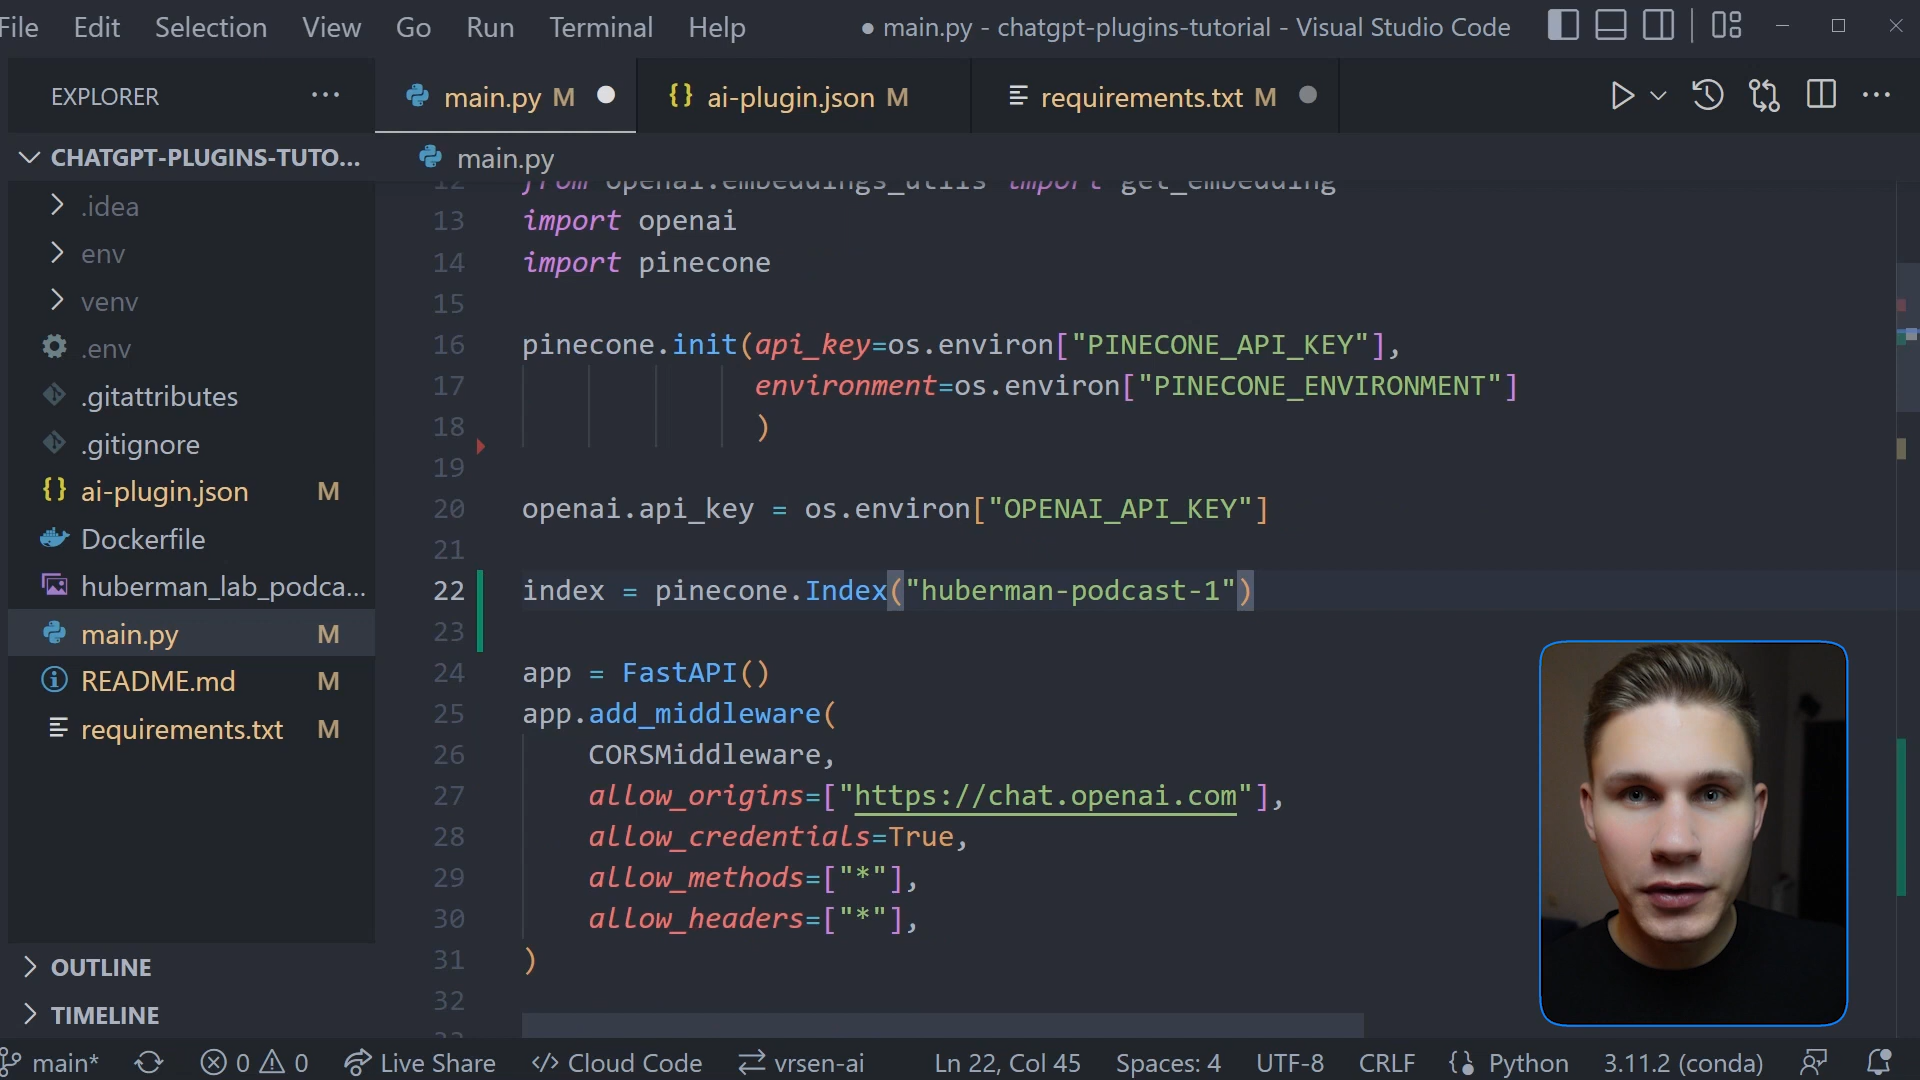 File Edit Selection View Go Run Terminal Help ● main.py - chatgpt-plugins-tutorial - Visual Studio Code
EXPLORER ···
main.py M ●
{} ai-plugin.json M
requirements.txt M ●
CHATGPT-PLUGINS-TUTO...
main.py
.idea
env
venv
.env
.gitattributes
.gitignore
{} ai-plugin.json M
Dockerfile
huberman_lab_podca...
main.py M
README.md M
requirements.txt M
OUTLINE
TIMELINE
12 from openai.embeddings_utils import get_embedding
13 import openai
14 import pinecone
15
16 pinecone.init(api_key=os.environ["PINECONE_API_KEY"],
17 environment=os.environ["PINECONE_ENVIRONMENT"]
18 )
19
20 openai.api_key = os.environ["OPENAI_API_KEY"]
21
22 index = pinecone.Index("huberman-podcast-1")
23
24 app = FastAPI()
25 app.add_middleware(
26 CORSMiddleware,
27 allow_origins=["https://chat.openai.com"],
28 allow_credentials=True,
29 allow_methods=["*"],
30 allow_headers=["*"],
31 )
32
main* 0 0 Live Share Cloud Code vrsen-ai Ln 22, Col 45 Spaces: 4 UTF-8 CRLF Python 3.11.2 (conda)